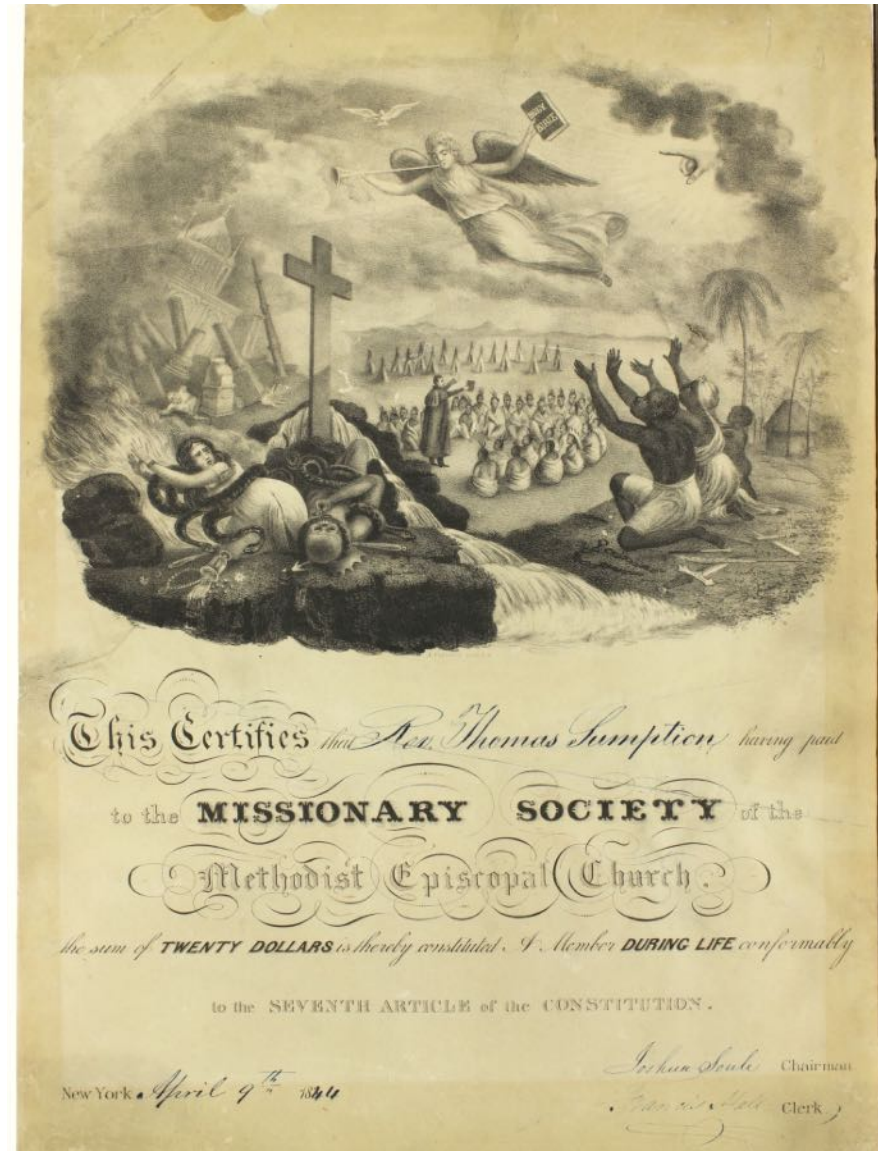 HOLY
BIBLE
This Certifies that Rev. Thomas Sumption having paid
to the MISSIONARY SOCIETY of the
Methodist Episcopal Church.
the sum of TWENTY DOLLARS is thereby constituted A Member DURING LIFE conformably
to the SEVENTH ARTICLE of the CONSTITUTION.
Joshua Soule Chairman
New York April 9th 1844
Francis Hall Clerk